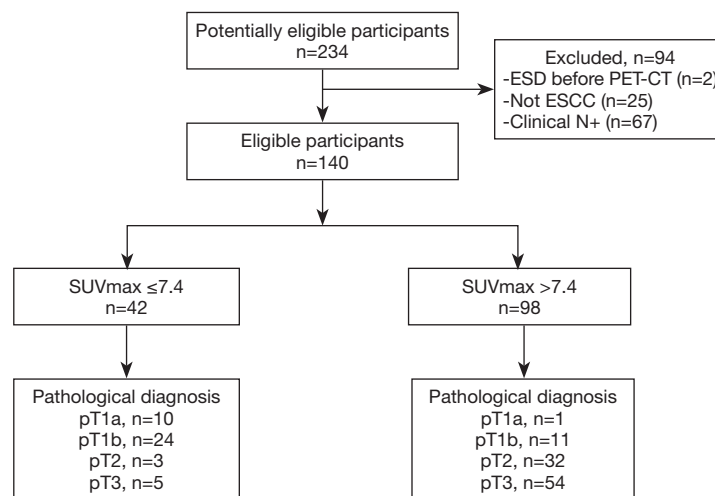 Potentially eligible participants
n=234
Excluded, n=94
-ESD before PET-CT (n=2)
-Not ESCC (n=25)
-Clinical N+ (n=67)
Eligible participants
n=140
SUVmax ≤7.4
n=42
SUVmax >7.4
n=98
Pathological diagnosis
pT1a, n=10
pT1b, n=24
pT2, n=3
pT3, n=5
Pathological diagnosis
pT1a, n=1
pT1b, n=11
pT2, n=32
pT3, n=54